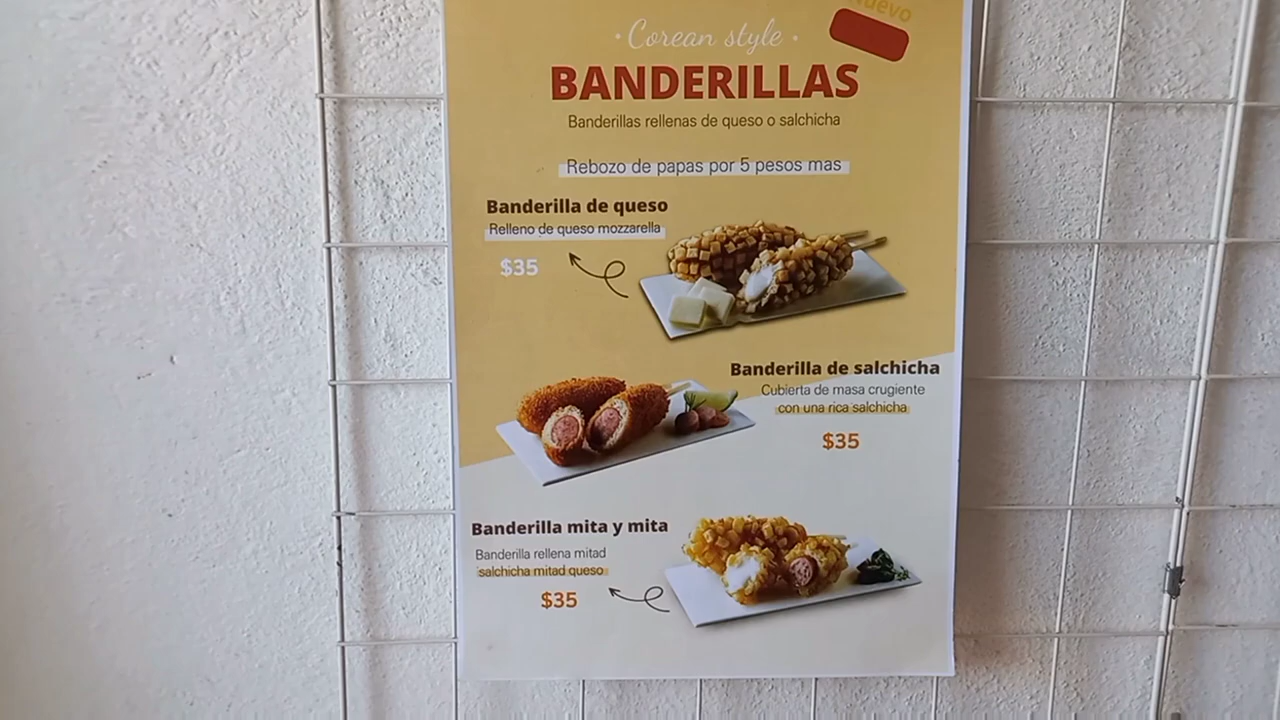 Nuevo
• Corean style •
BANDERILLAS
Banderillas rellenas de queso o salchicha
Rebozo de papas por 5 pesos mas
Banderilla de queso
Relleno de queso mozzarella
$35
Banderilla de salchicha
Cubierta de masa crugiente
con una rica salchicha
$35
Banderilla mita y mita
Banderilla rellena mitad
salchicha mitad queso
$35